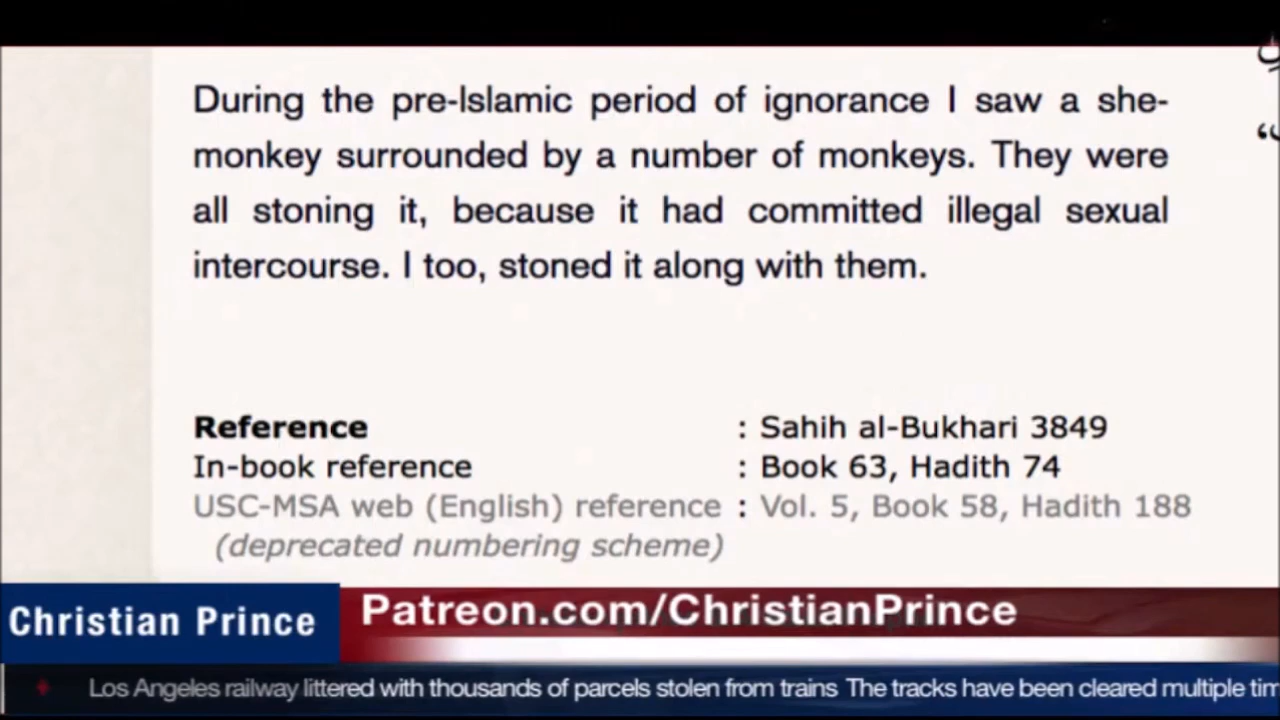 During the pre-Islamic period of ignorance I saw a she-
monkey surrounded by a number of monkeys. They were
all stoning it, because it had committed illegal sexual
intercourse. I too, stoned it along with them.
Reference : Sahih al-Bukhari 3849
In-book reference : Book 63, Hadith 74
USC-MSA web (English) reference : Vol. 5, Book 58, Hadith 188
(deprecated numbering scheme)
Christian Prince
Patreon.com/ChristianPrince
Los Angeles railway littered with thousands of parcels stolen from trains The tracks have been cleared multiple